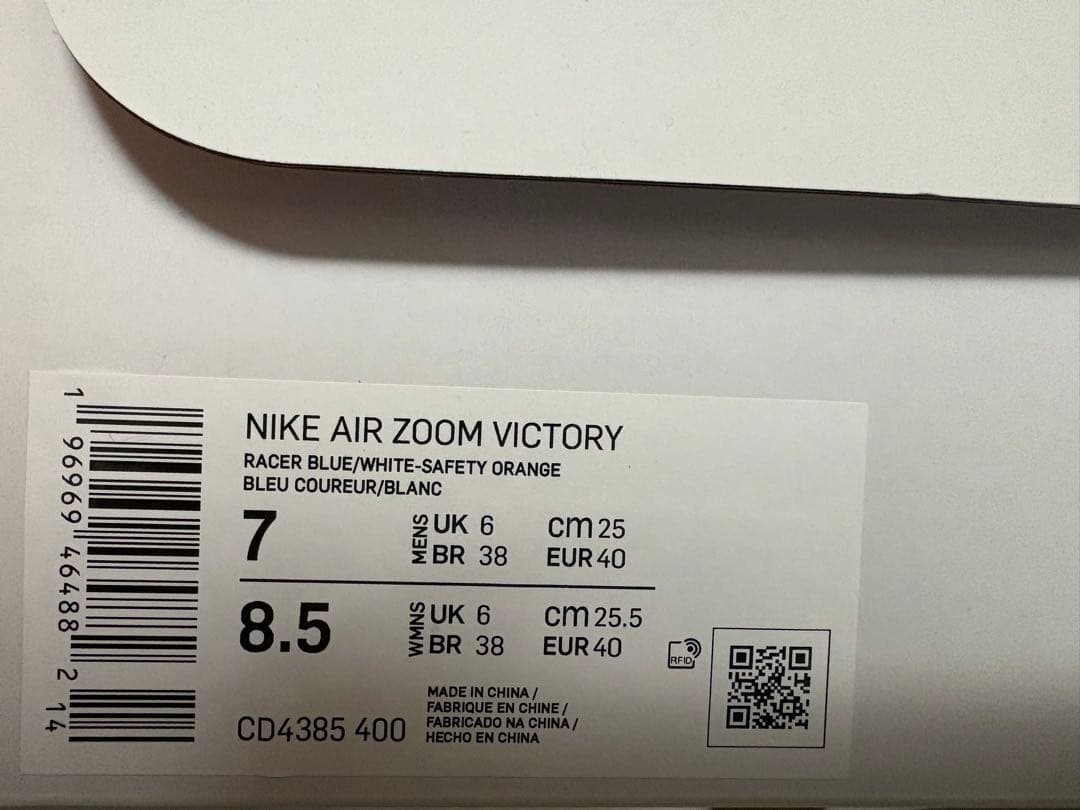 1 96969 46488 2 14
NIKE AIR ZOOM VICTORY
RACER BLUE/WHITE-SAFETY ORANGE
BLEU COUREUR/BLANC
7 MENS UK 6 cm 25
BR 38 EUR 40
8.5 WMNS UK 6 cm 25.5
BR 38 EUR 40
RFID
CD4385 400
MADE IN CHINA /
FABRIQUE EN CHINE /
FABRICADO NA CHINA /
HECHO EN CHINA